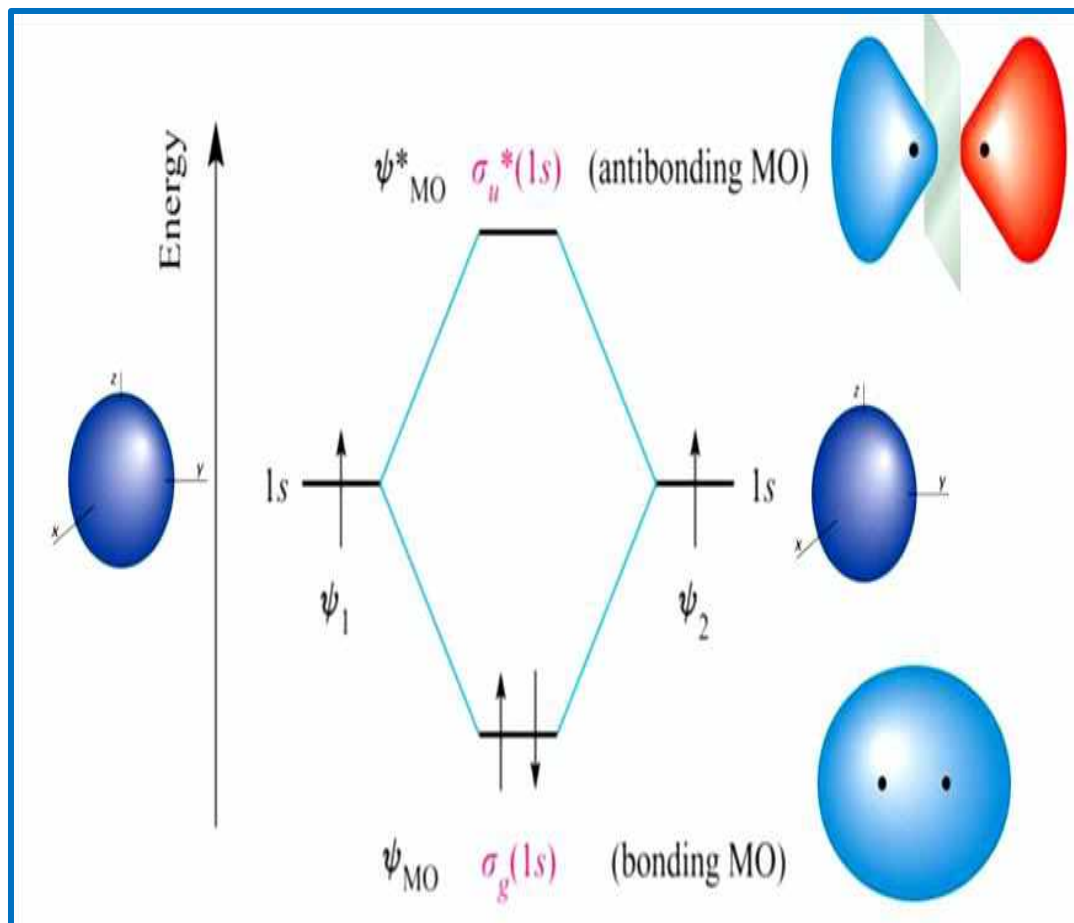 Energy
ψ*MO σu*(1s) (antibonding MO)
z
y
x
1s
1s
z
y
x
ψ1
ψ2
ψMO σg(1s) (bonding MO)